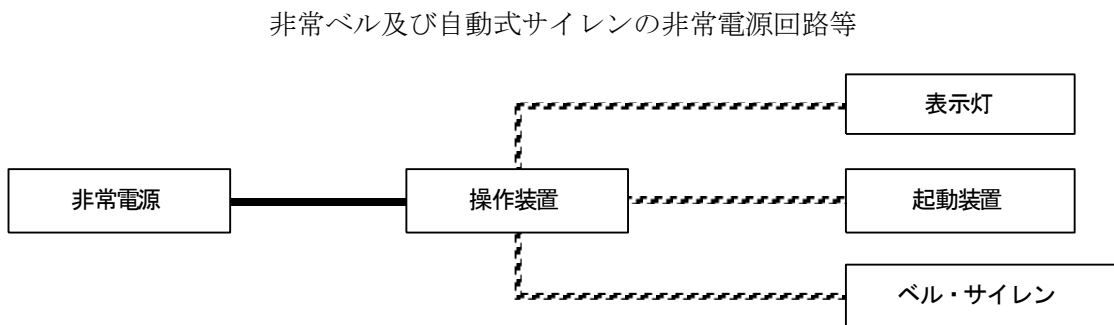 非常ベル及び自動式サイレンの非常電源回路等
表示灯
非常電源
操作装置
起動装置
ベル・サイレン